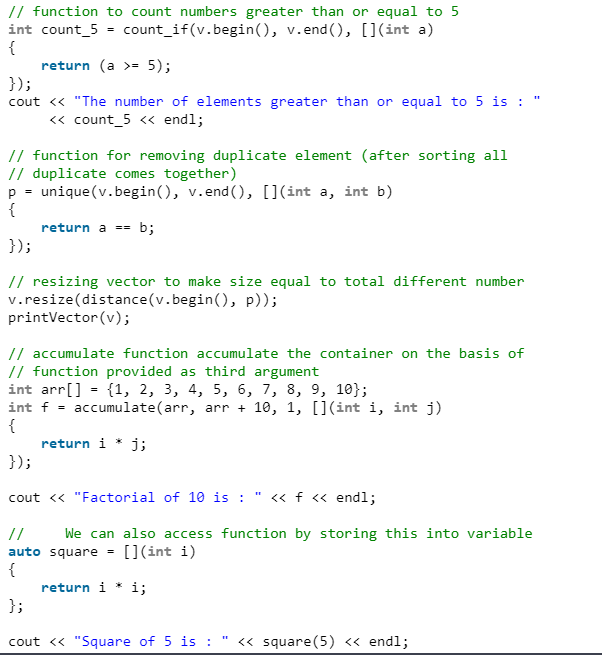 // function to count numbers greater than or equal to 5
int count_5 = count_if(v.begin(), v.end(), [](int a)
{
    return (a >= 5);
});
cout << "The number of elements greater than or equal to 5 is : "
     << count_5 << endl;

// function for removing duplicate element (after sorting all
// duplicate comes together)
p = unique(v.begin(), v.end(), [](int a, int b)
{
    return a == b;
});

// resizing vector to make size equal to total different number
v.resize(distance(v.begin(), p));
printVector(v);

// accumulate function accumulate the container on the basis of
// function provided as third argument
int arr[] = {1, 2, 3, 4, 5, 6, 7, 8, 9, 10};
int f = accumulate(arr, arr + 10, 1, [](int i, int j)
{
    return i * j;
});

cout << "Factorial of 10 is : " << f << endl;

//     We can also access function by storing this into variable
auto square = [](int i)
{
    return i * i;
};

cout << "Square of 5 is : " << square(5) << endl;